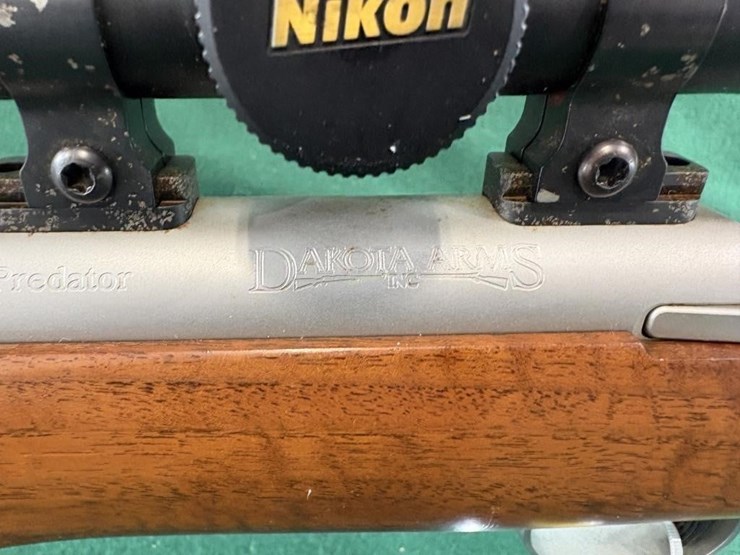 Nikon
Predator
DAKOTA ARMS
INC